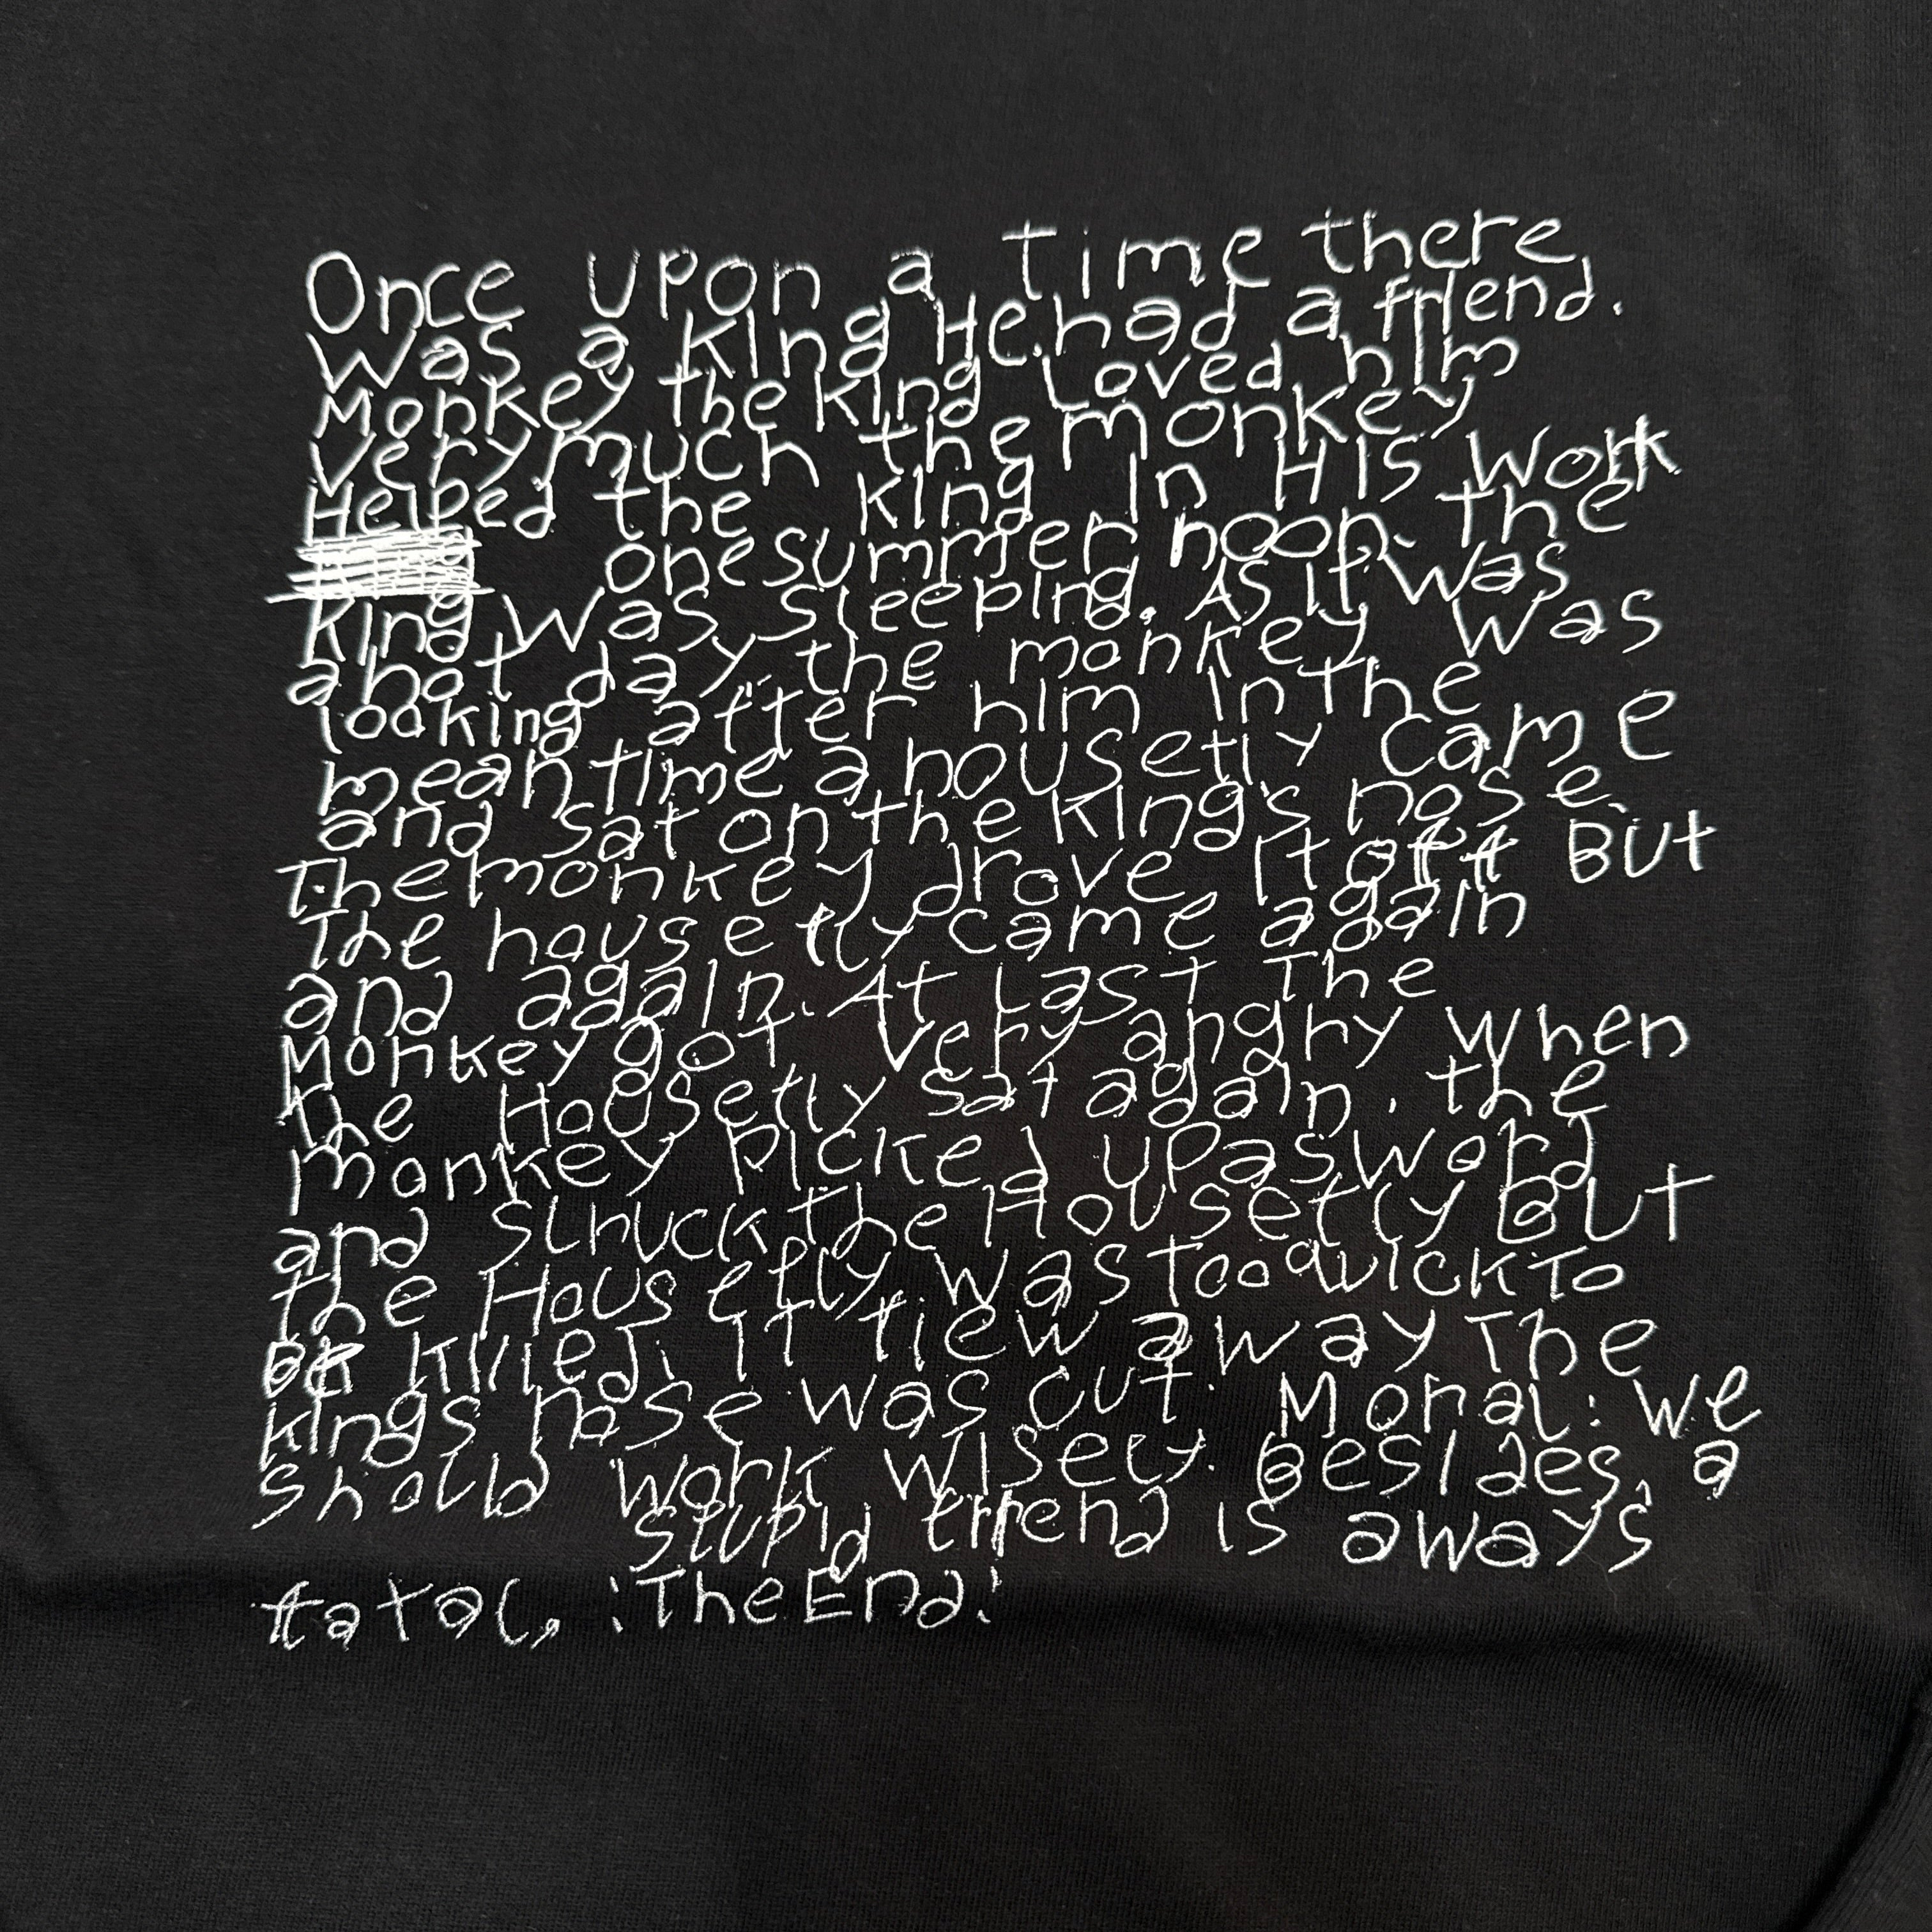 Once upon a Time there
was a King He had a friend.
Monkey the King Loved him
very much the monkey
Helped the king In HIS Work
one summer noon. the
King was sleeping. As it was
a hot day. the monkey was
looking after him in the
mean time a housefly came
and sat on the King's nose.
The monkey drove it off BUt
The housefly came again
and again. At Last The
Monkey got very angry when
the Housefly sat again. the
monkey picked up a sword
and struck the Housefly BUT
the Housefly was too quick To
Be Killed. IT flew away The
kings nose was cut. Moral: we
should work wisely. Besides, a
stupid friend is aways
fatal, :The End: